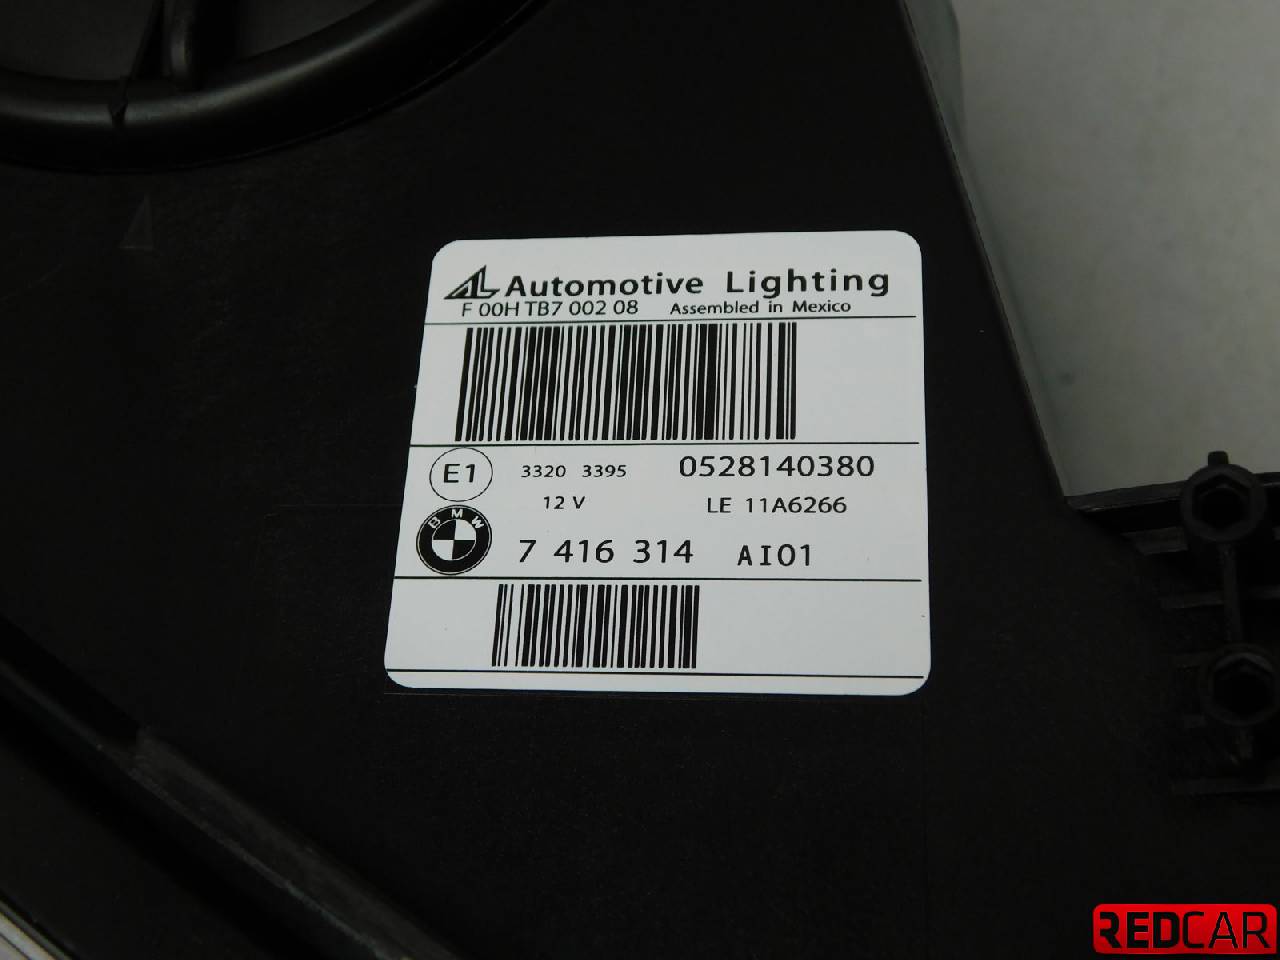 AL Automotive Lighting
F 00H TB7 002 08 Assembled in Mexico
E1 3320 3395 0528140380
12 V LE 11A6266
BMW 7 416 314 AI01
REDCAR